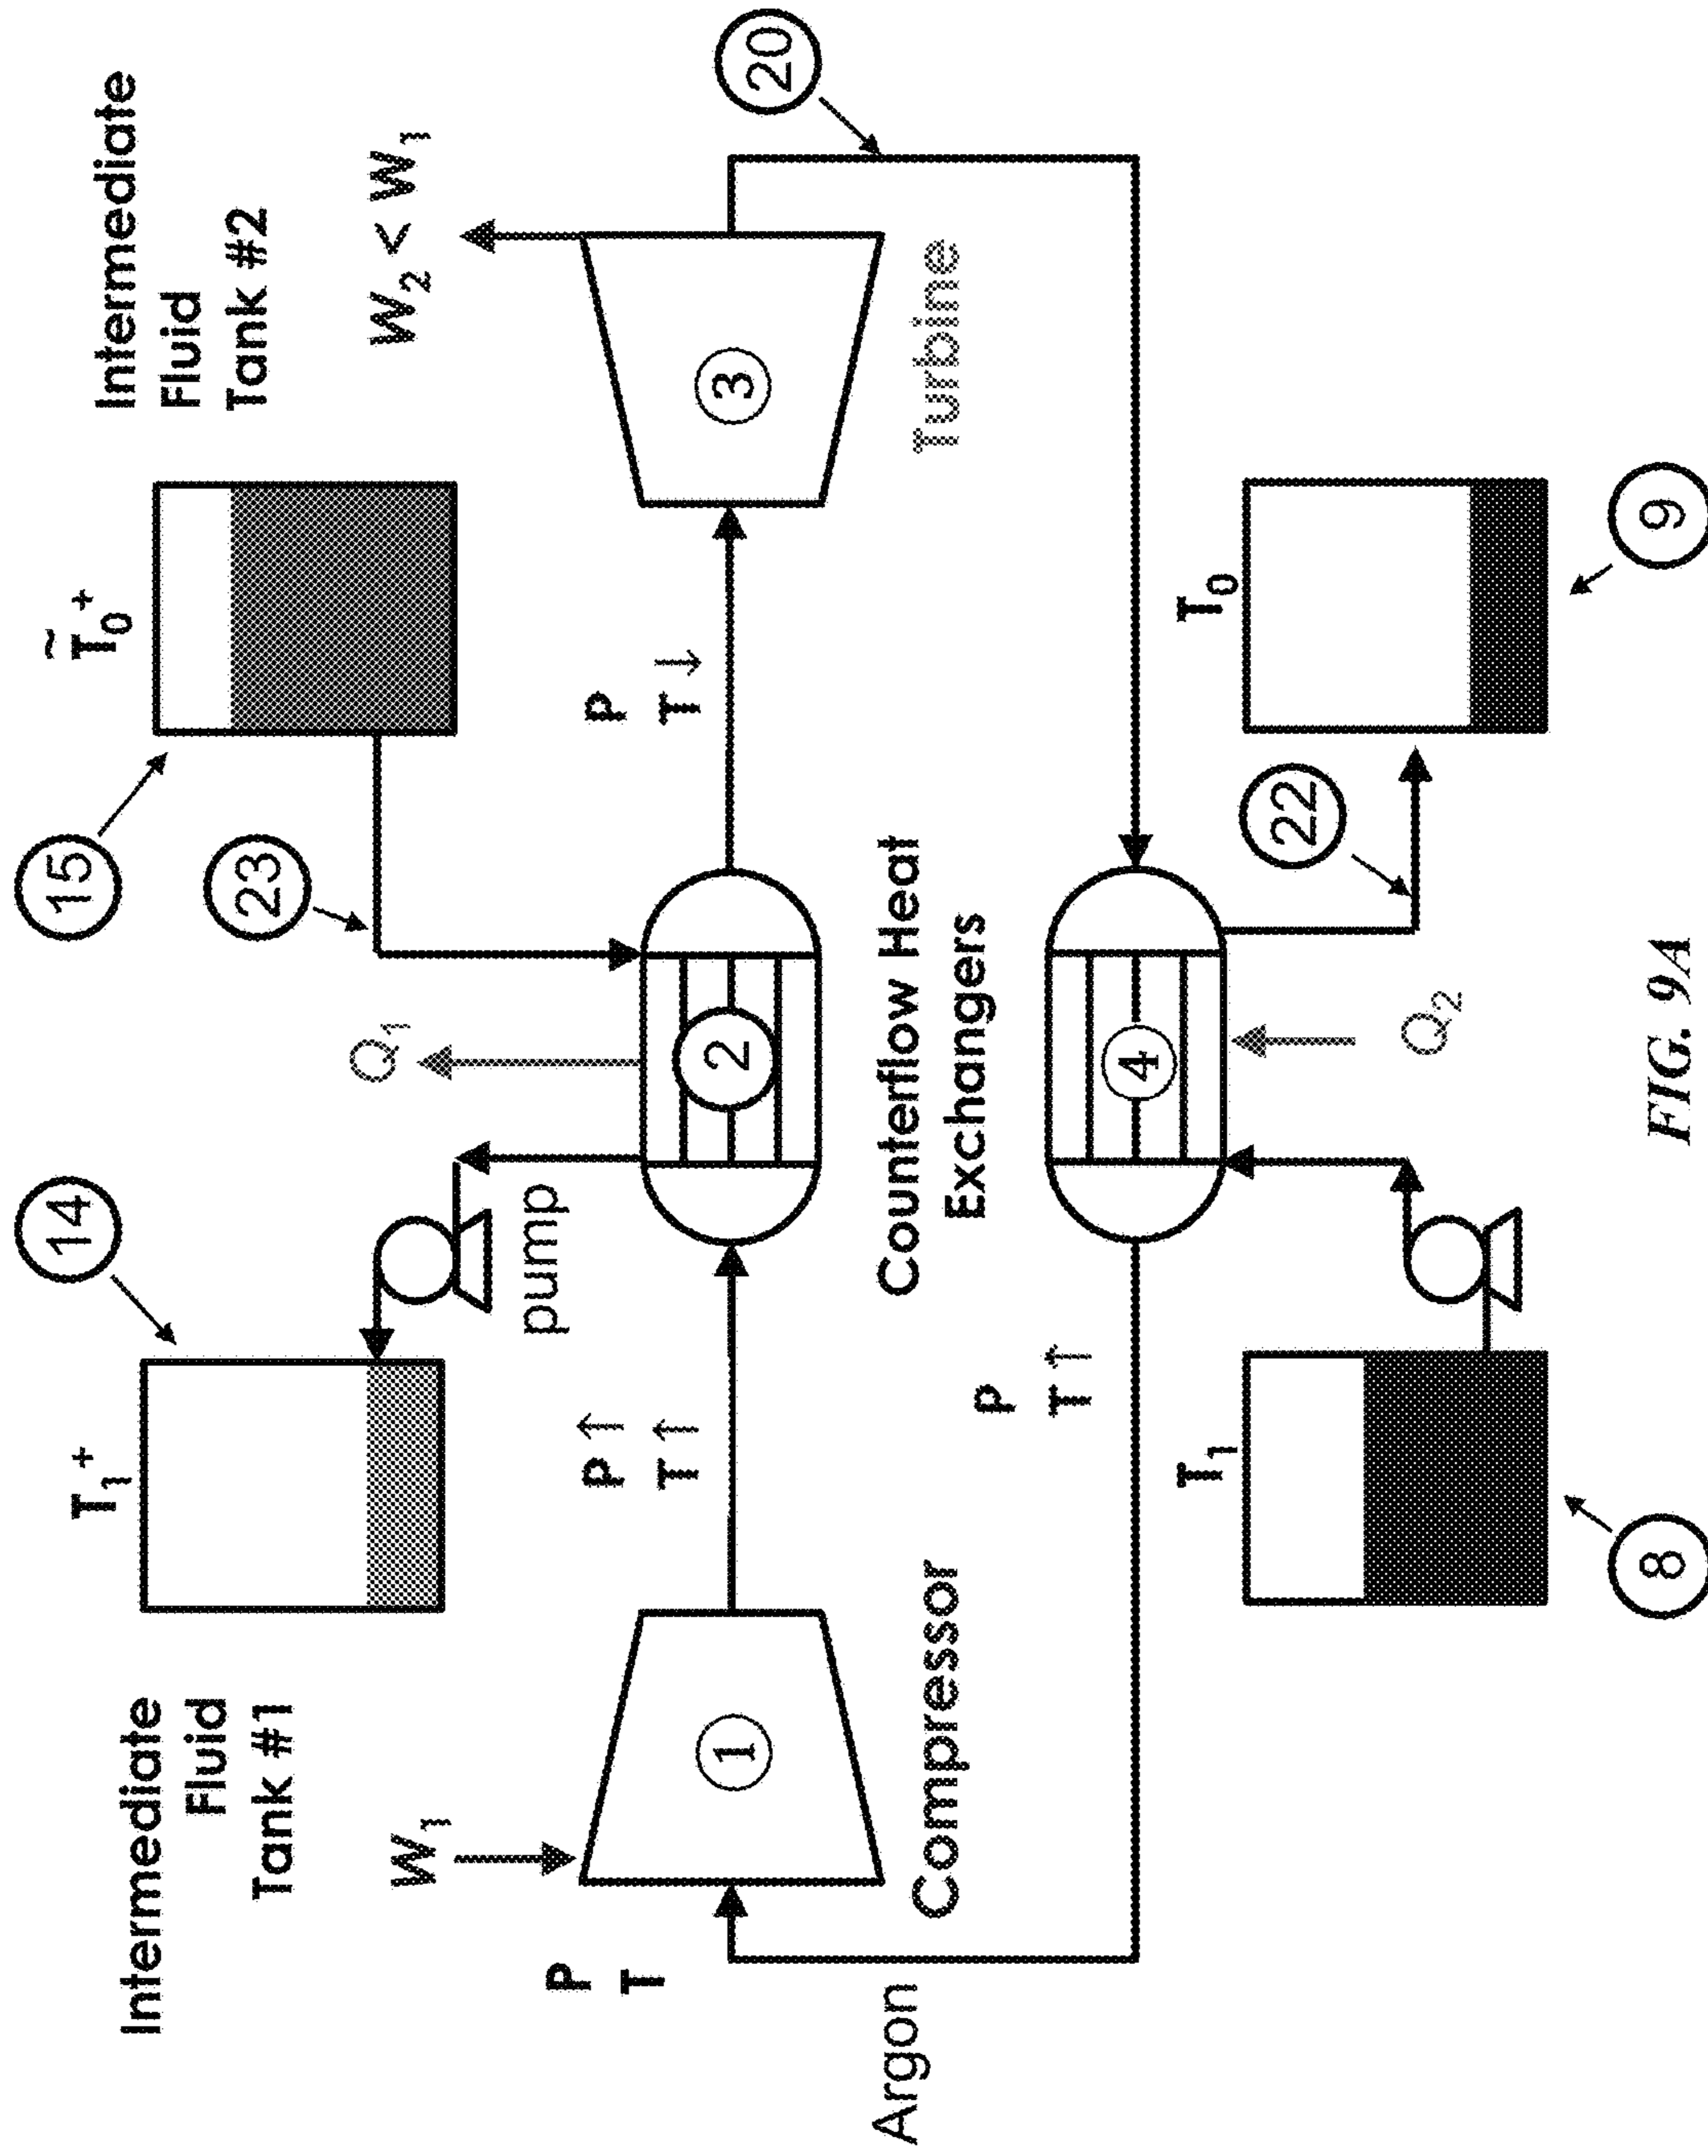 Intermediate
Fluid
Tank #1
T₁⁺
14
15
T̃₀⁺
Intermediate
Fluid
Tank #2
23
W₁
pump
Q₁
W₂ < W₁
P
T
P↑
T↑
P
T↓
20
1
2
3
Compressor
Counterflow Heat
Exchangers
Turbine
Argon
P
T↑
4
T₁
Q₂
22
T₀
8
9
FIG. 9A